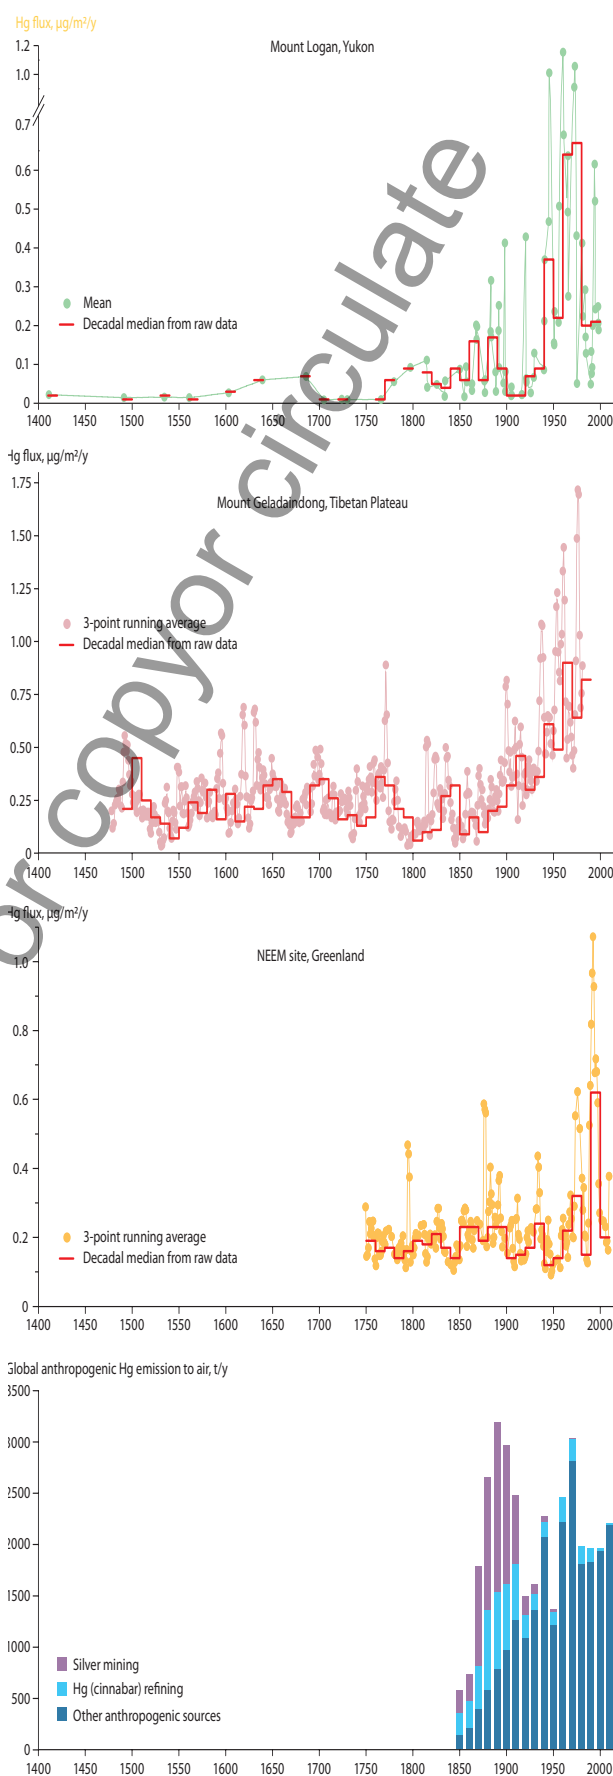 Hg flux, µg/m²/y
Mount Logan, Yukon
1.2
1.0
0.7
0.6
0.5
0.4
0.3
0.2
0.1
0
Mean
Decadal median from raw data
1400 1450 1500 1550 1600 1650 1700 1750 1800 1850 1900 1950 2000
Hg flux, µg/m²/y
Mount Geladaindong, Tibetan Plateau
1.75
1.50
1.25
1.00
0.75
0.50
0.25
0
3-point running average
Decadal median from raw data
1400 1450 1500 1550 1600 1650 1700 1750 1800 1850 1900 1950 2000
Hg flux, µg/m²/y
NEEM site, Greenland
1.0
0.8
0.6
0.4
0.2
0
3-point running average
Decadal median from raw data
1400 1450 1500 1550 1600 1650 1700 1750 1800 1850 1900 1950 2000
Global anthropogenic Hg emission to air, t/y
3500
3000
2500
2000
1500
1000
500
0
Silver mining
Hg (cinnabar) refining
Other anthropogenic sources
1400 1450 1500 1550 1600 1650 1700 1750 1800 1850 1900 1950 2000
or copy or circulate